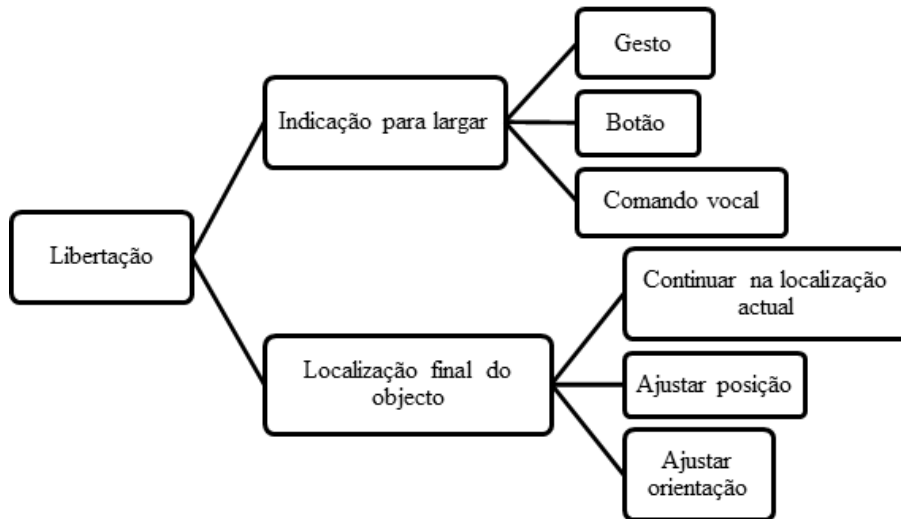 Gesto
Indicação para largar
Botão
Comando vocal
Libertação
Continuar na localização
actual
Localização final do
objecto
Ajustar posição
Ajustar
orientação